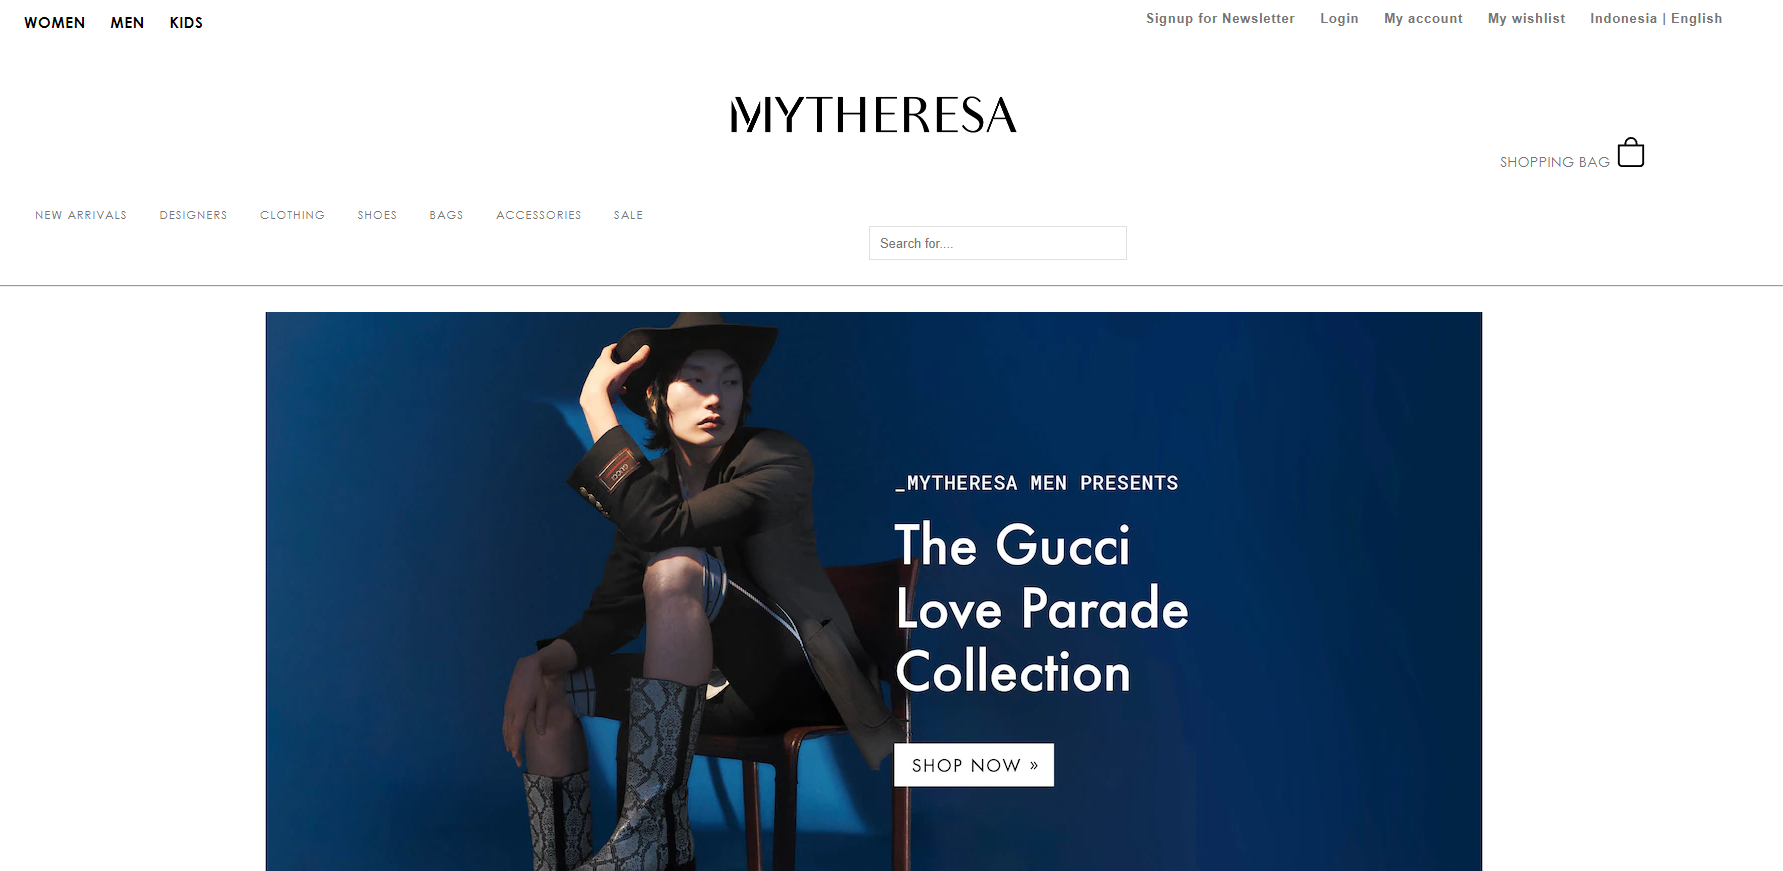 WOMEN MEN KIDS
Signup for Newsletter Login My account My wishlist Indonesia | English
MYTHERESA
SHOPPING BAG
NEW ARRIVALS DESIGNERS CLOTHING SHOES BAGS ACCESSORIES SALE
Search for....
GUCCI
_MYTHERESA MEN PRESENTS
The Gucci
Love Parade
Collection
SHOP NOW »